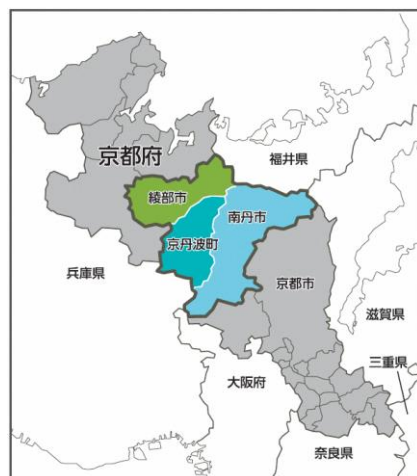 京都府
福井県
綾部市
南丹市
京丹波町
兵庫県
京都市
滋賀県
三重県
大阪府
奈良県